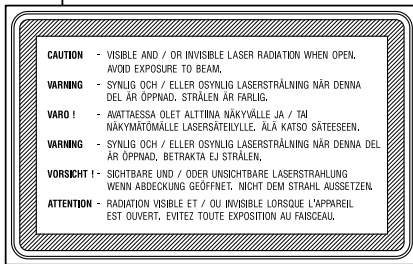 CAUTION - VISIBLE AND / OR INVISIBLE LASER RADIATION WHEN OPEN.
AVOID EXPOSURE TO BEAM.
VARNING - SYNLIG OCH / ELLER OSYNLIG LASERSTRÅLNING NÄR DENNA
DEL ÄR ÖPPNAD. STRÅLEN ÄR FARLIG.
VARO ! - AVATTAESSA OLET ALTTIINA NÄKYVÄLLE JA / TAI
NÄKYMÄTÖMÄLLE LASERSÄTEILYLLE. ÄLÄ KATSO SÄTEESEEN.
VARNING - SYNLIG OCH / ELLER OSYNLIG LASERSTRÅLNING NÄR DENNA DEL
ÄR ÖPPNAD. BETRAKTA EJ STRÅLEN.
VORSICHT ! - SICHTBARE UND / ODER UNSICHTBARE LASERSTRAHLUNG
WENN ABDECKUNG GEÖFFNET. NICHT DEM STRAHL AUSSETZEN.
ATTENTION - RADIATION VISIBLE ET / OU INVISIBLE LORSQUE L'APPAREIL
EST OUVERT. EVITEZ TOUTE EXPOSITION AU FAISCEAU.